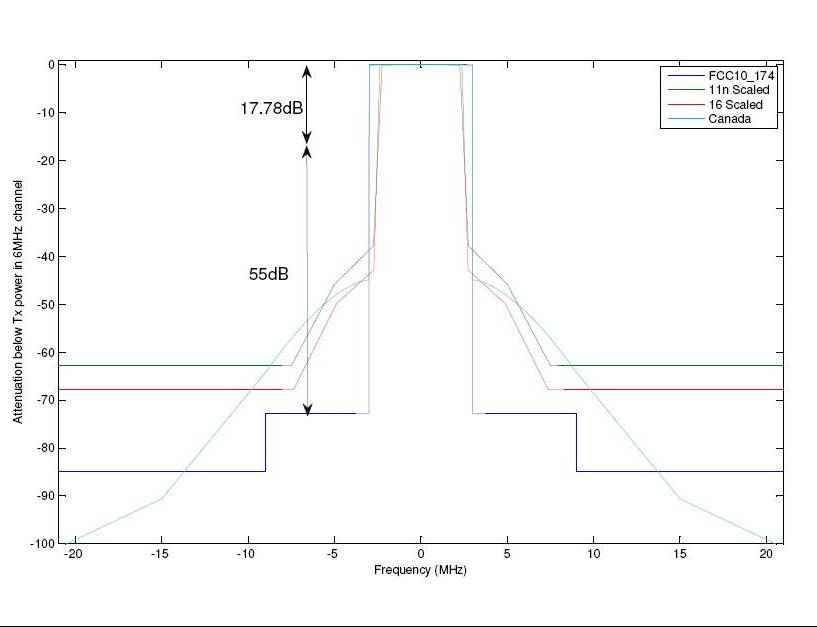 0
-10
-20
-30
-40
-50
-60
-70
-80
-90
-100
Attenuation below Tx power in 6MHz channel
17.78dB
55dB
FCC10_174
11n Scaled
16 Scaled
Canada
-20 -15 -10 -5 0 5 10 15 20
Frequency (MHz)